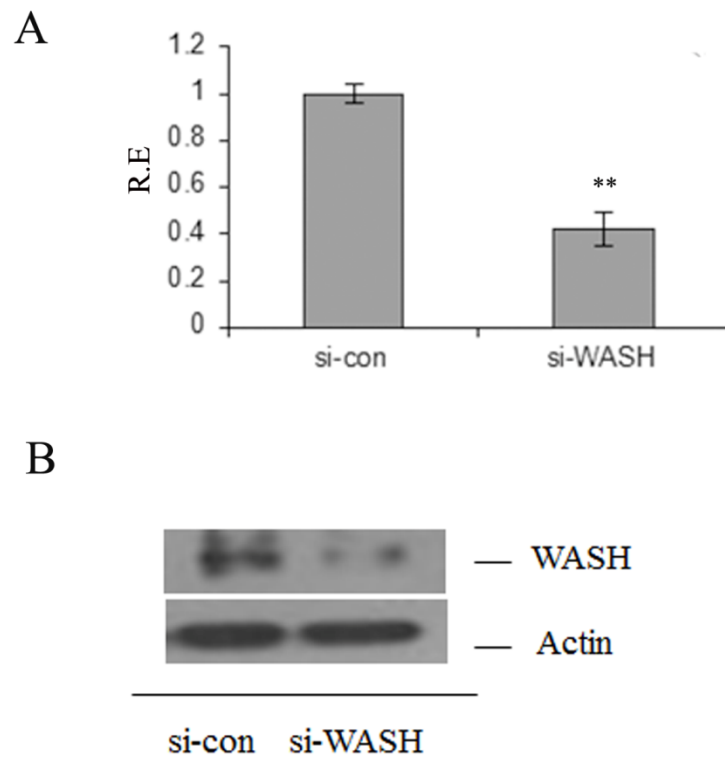 A
1.2
1
0.8
0.6
0.4
0.2
0
R.E
**
si-con si-WASH
B
WASH
Actin
si-con si-WASH